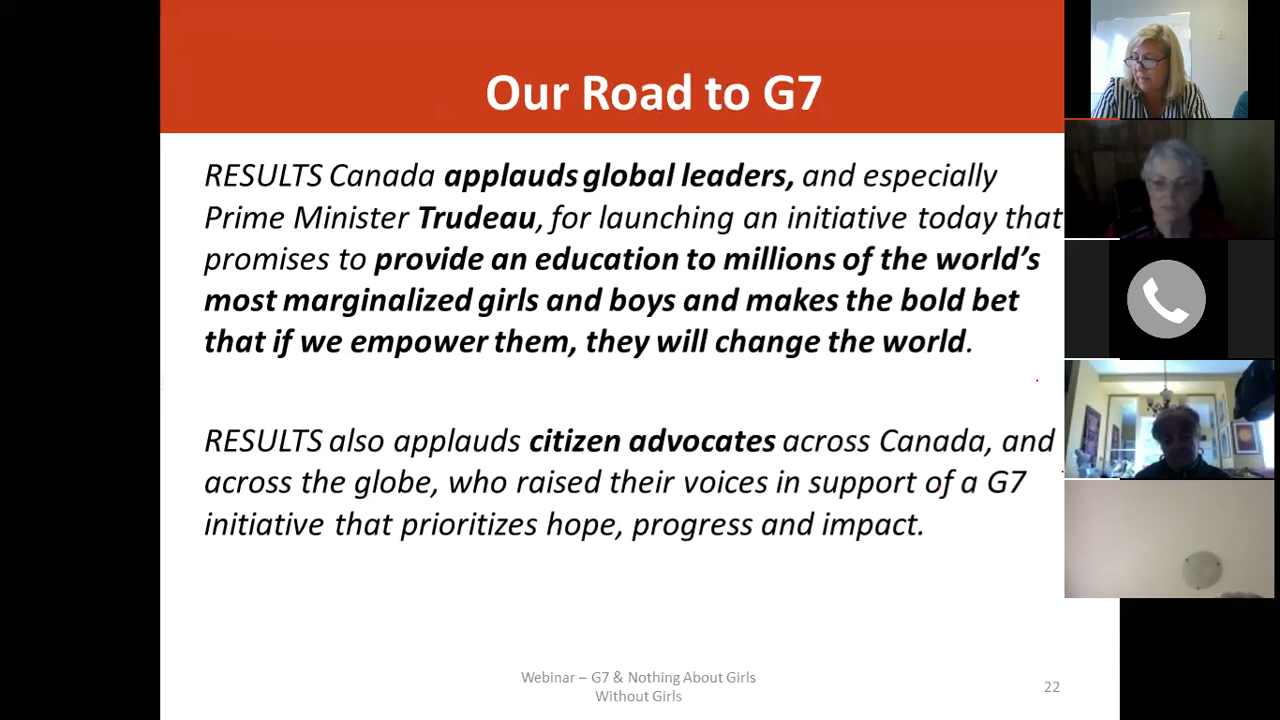 Our Road to G7
RESULTS Canada applauds global leaders, and especially
Prime Minister Trudeau, for launching an initiative today that
promises to provide an education to millions of the world’s
most marginalized girls and boys and makes the bold bet
that if we empower them, they will change the world.
RESULTS also applauds citizen advocates across Canada, and
across the globe, who raised their voices in support of a G7
initiative that prioritizes hope, progress and impact.
Webinar – G7 & Nothing About Girls
Without Girls
22